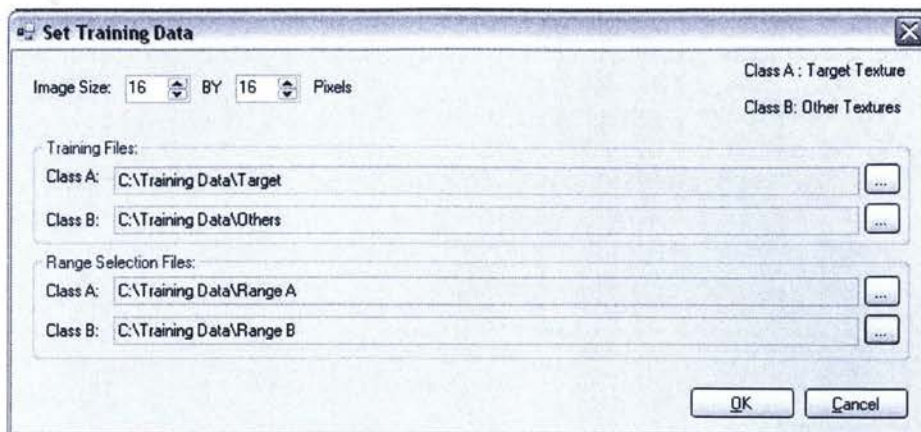 Set Training Data
Image Size: 16 BY 16 Pixels
Class A : Target Texture
Class B: Other Textures
Training Files:
Class A: C:\Training Data\Target ...
Class B: C:\Training Data\Others ...
Range Selection Files:
Class A: C:\Training Data\Range A ...
Class B: C:\Training Data\Range B ...
OK Cancel